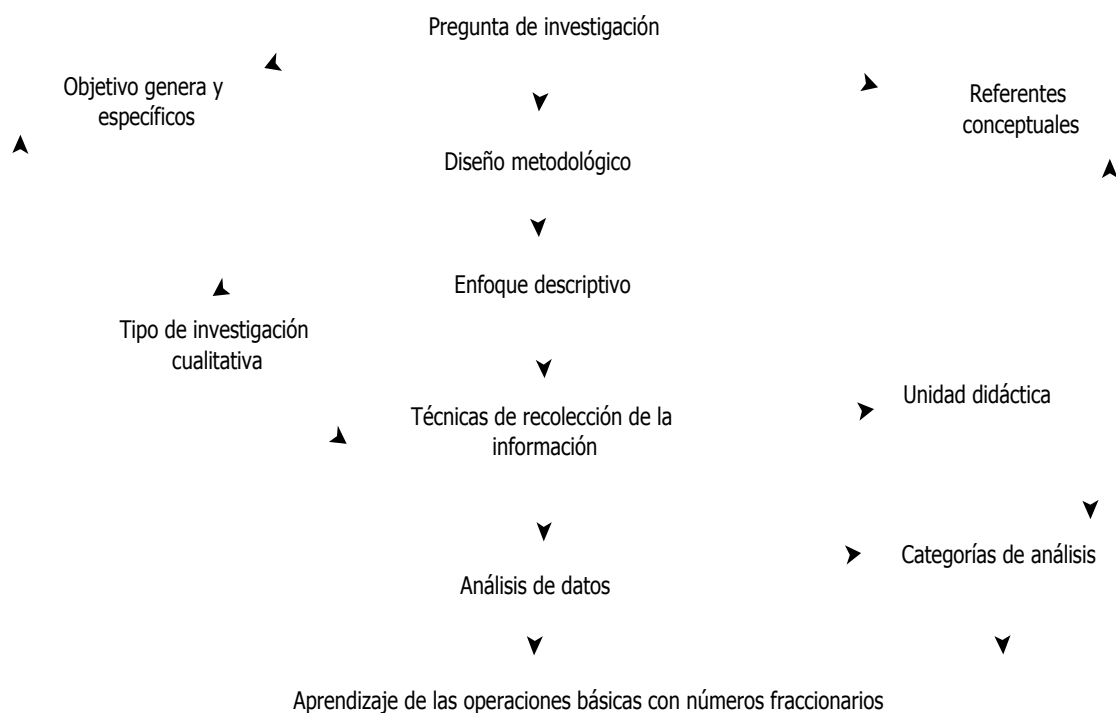 Pregunta de investigación
Objetivo genera y
específicos
Referentes
conceptuales
Diseño metodológico
Enfoque descriptivo
Tipo de investigación
cualitativa
Técnicas de recolección de la
información
Unidad didáctica
Categorías de análisis
Análisis de datos
Aprendizaje de las operaciones básicas con números fraccionarios